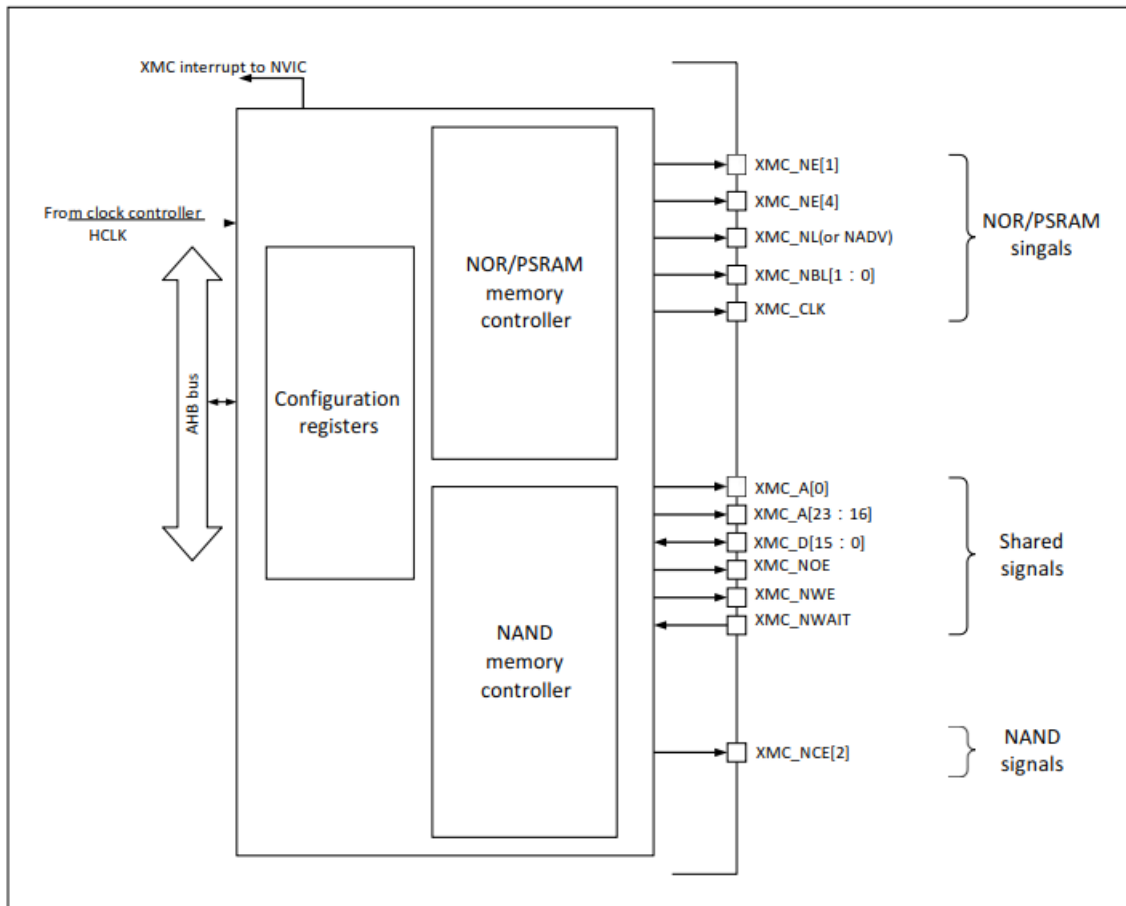 XMC interrupt to NVIC
From clock controller
HCLK
AHB bus
Configuration
registers
NOR/PSRAM
memory
controller
NAND
memory
controller
XMC_NE[1]
XMC_NE[4]
XMC_NL(or NADV)
XMC_NBL[1 : 0]
XMC_CLK
NOR/PSRAM
singals
XMC_A[0]
XMC_A[23 : 16]
XMC_D[15 : 0]
XMC_NOE
XMC_NWE
XMC_NWAIT
Shared
signals
XMC_NCE[2]
NAND
signals